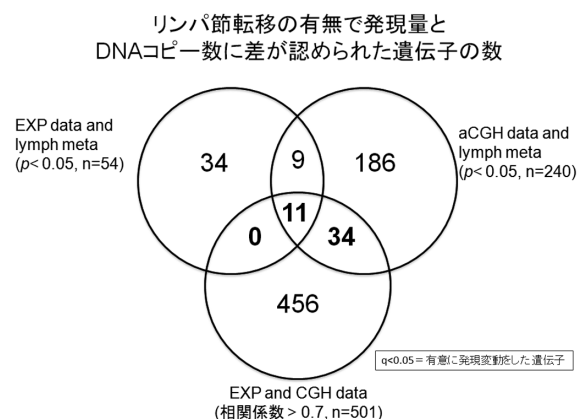 リンパ節転移の有無で発現量と
DNAコピー数に差が認められた遺伝子の数
EXP data and
lymph meta
(p< 0.05, n=54)
aCGH data and
lymph meta
(p< 0.05, n=240)
34
9
186
11
0
34
456
q<0.05＝有意に発現変動をした遺伝子
EXP and CGH data
(相関係数 > 0.7, n=501)